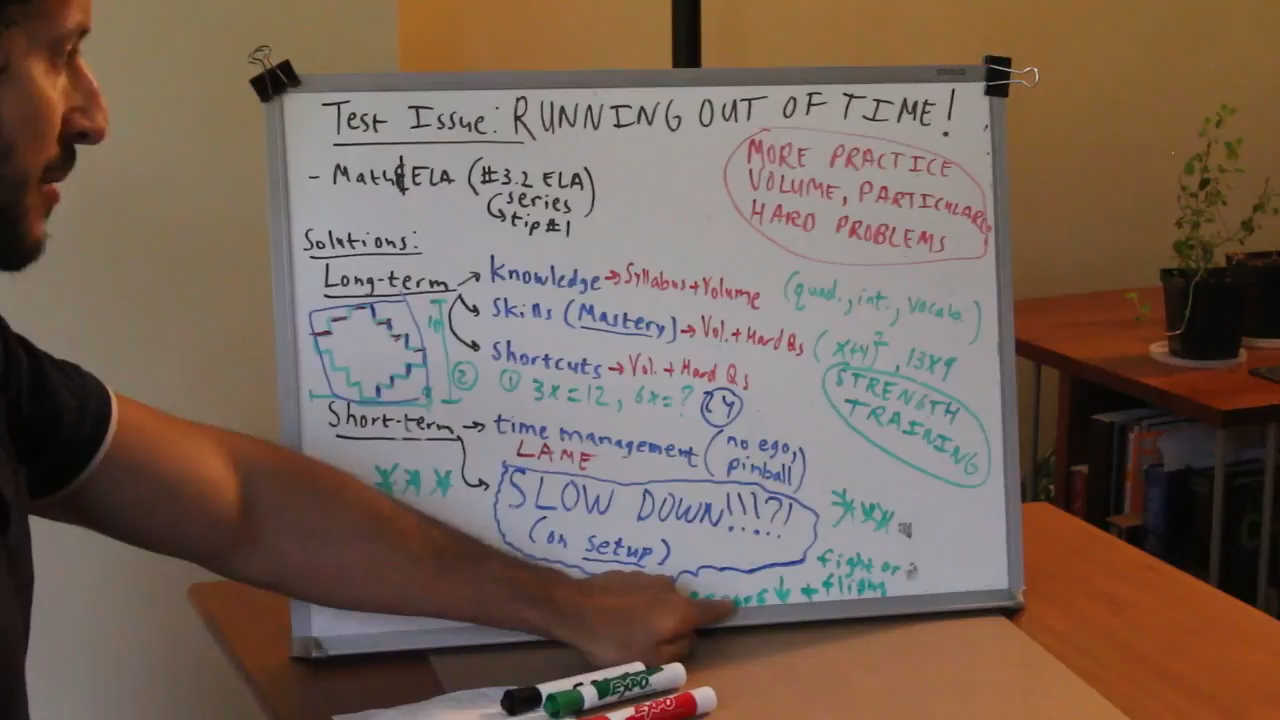 Test Issue: RUNNING OUT OF TIME!
- Math & ELA (#3.2 ELA series
tip #1)
MORE PRACTICE
VOLUME, PARTICULARLY
HARD PROBLEMS
Solutions:
Long-term → Knowledge → Syllabus + Volume (quad., int., vocab.)
→ Skills (Mastery) → Vol. + Hard Qs (x+4)², 13x9
→ Shortcuts → Vol. + Hard Qs
① 3x=12, 6x=? 24
10
②
STRENGTH
TRAINING
Short-term → time management (no ego,
pinball)
LAME
SLOW DOWN!!!?!
(on setup)
fight or
↓ + flight
EXPO
EXPO